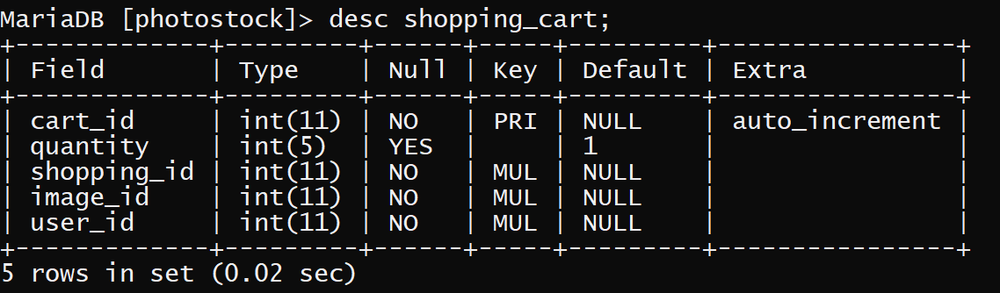 MariaDB [photostock]> desc shopping_cart;
+-------------+---------+------+-----+---------+----------------+
| Field       | Type    | Null | Key | Default | Extra          |
+-------------+---------+------+-----+---------+----------------+
| cart_id     | int(11) | NO   | PRI | NULL    | auto_increment |
| quantity    | int(5)  | YES  |     | 1       |                |
| shopping_id | int(11) | NO   | MUL | NULL    |                |
| image_id    | int(11) | NO   | MUL | NULL    |                |
| user_id     | int(11) | NO   | MUL | NULL    |                |
+-------------+---------+------+-----+---------+----------------+
5 rows in set (0.02 sec)